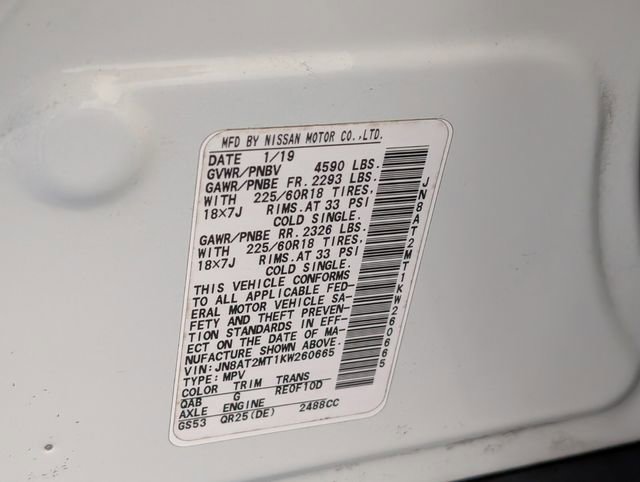 MFD BY NISSAN MOTOR CO.,LTD.
DATE 1/19
GVWR/PNBV 4590 LBS.
GAWR/PNBE FR. 2293 LBS.
WITH 225/60R18 TIRES,
18×7J RIMS.AT 33 PSI
COLD SINGLE.
GAWR/PNBE RR. 2326 LBS.
WITH 225/60R18 TIRES,
18×7J RIMS.AT 33 PSI
COLD SINGLE.
THIS VEHICLE CONFORMS
TO ALL APPLICABLE FED-
ERAL MOTOR VEHICLE SA-
FETY AND THEFT PREVEN-
TION STANDARDS IN EFF-
ECT ON THE DATE OF MA-
NUFACTURE SHOWN ABOVE.
VIN: JN8AT2MT1KW260665
TYPE: MPV
COLOR TRIM TRANS
QAB G RE0F10D
AXLE ENGINE
GS53 QR25(DE) 2488CC
JN8AT2MT1KW260665